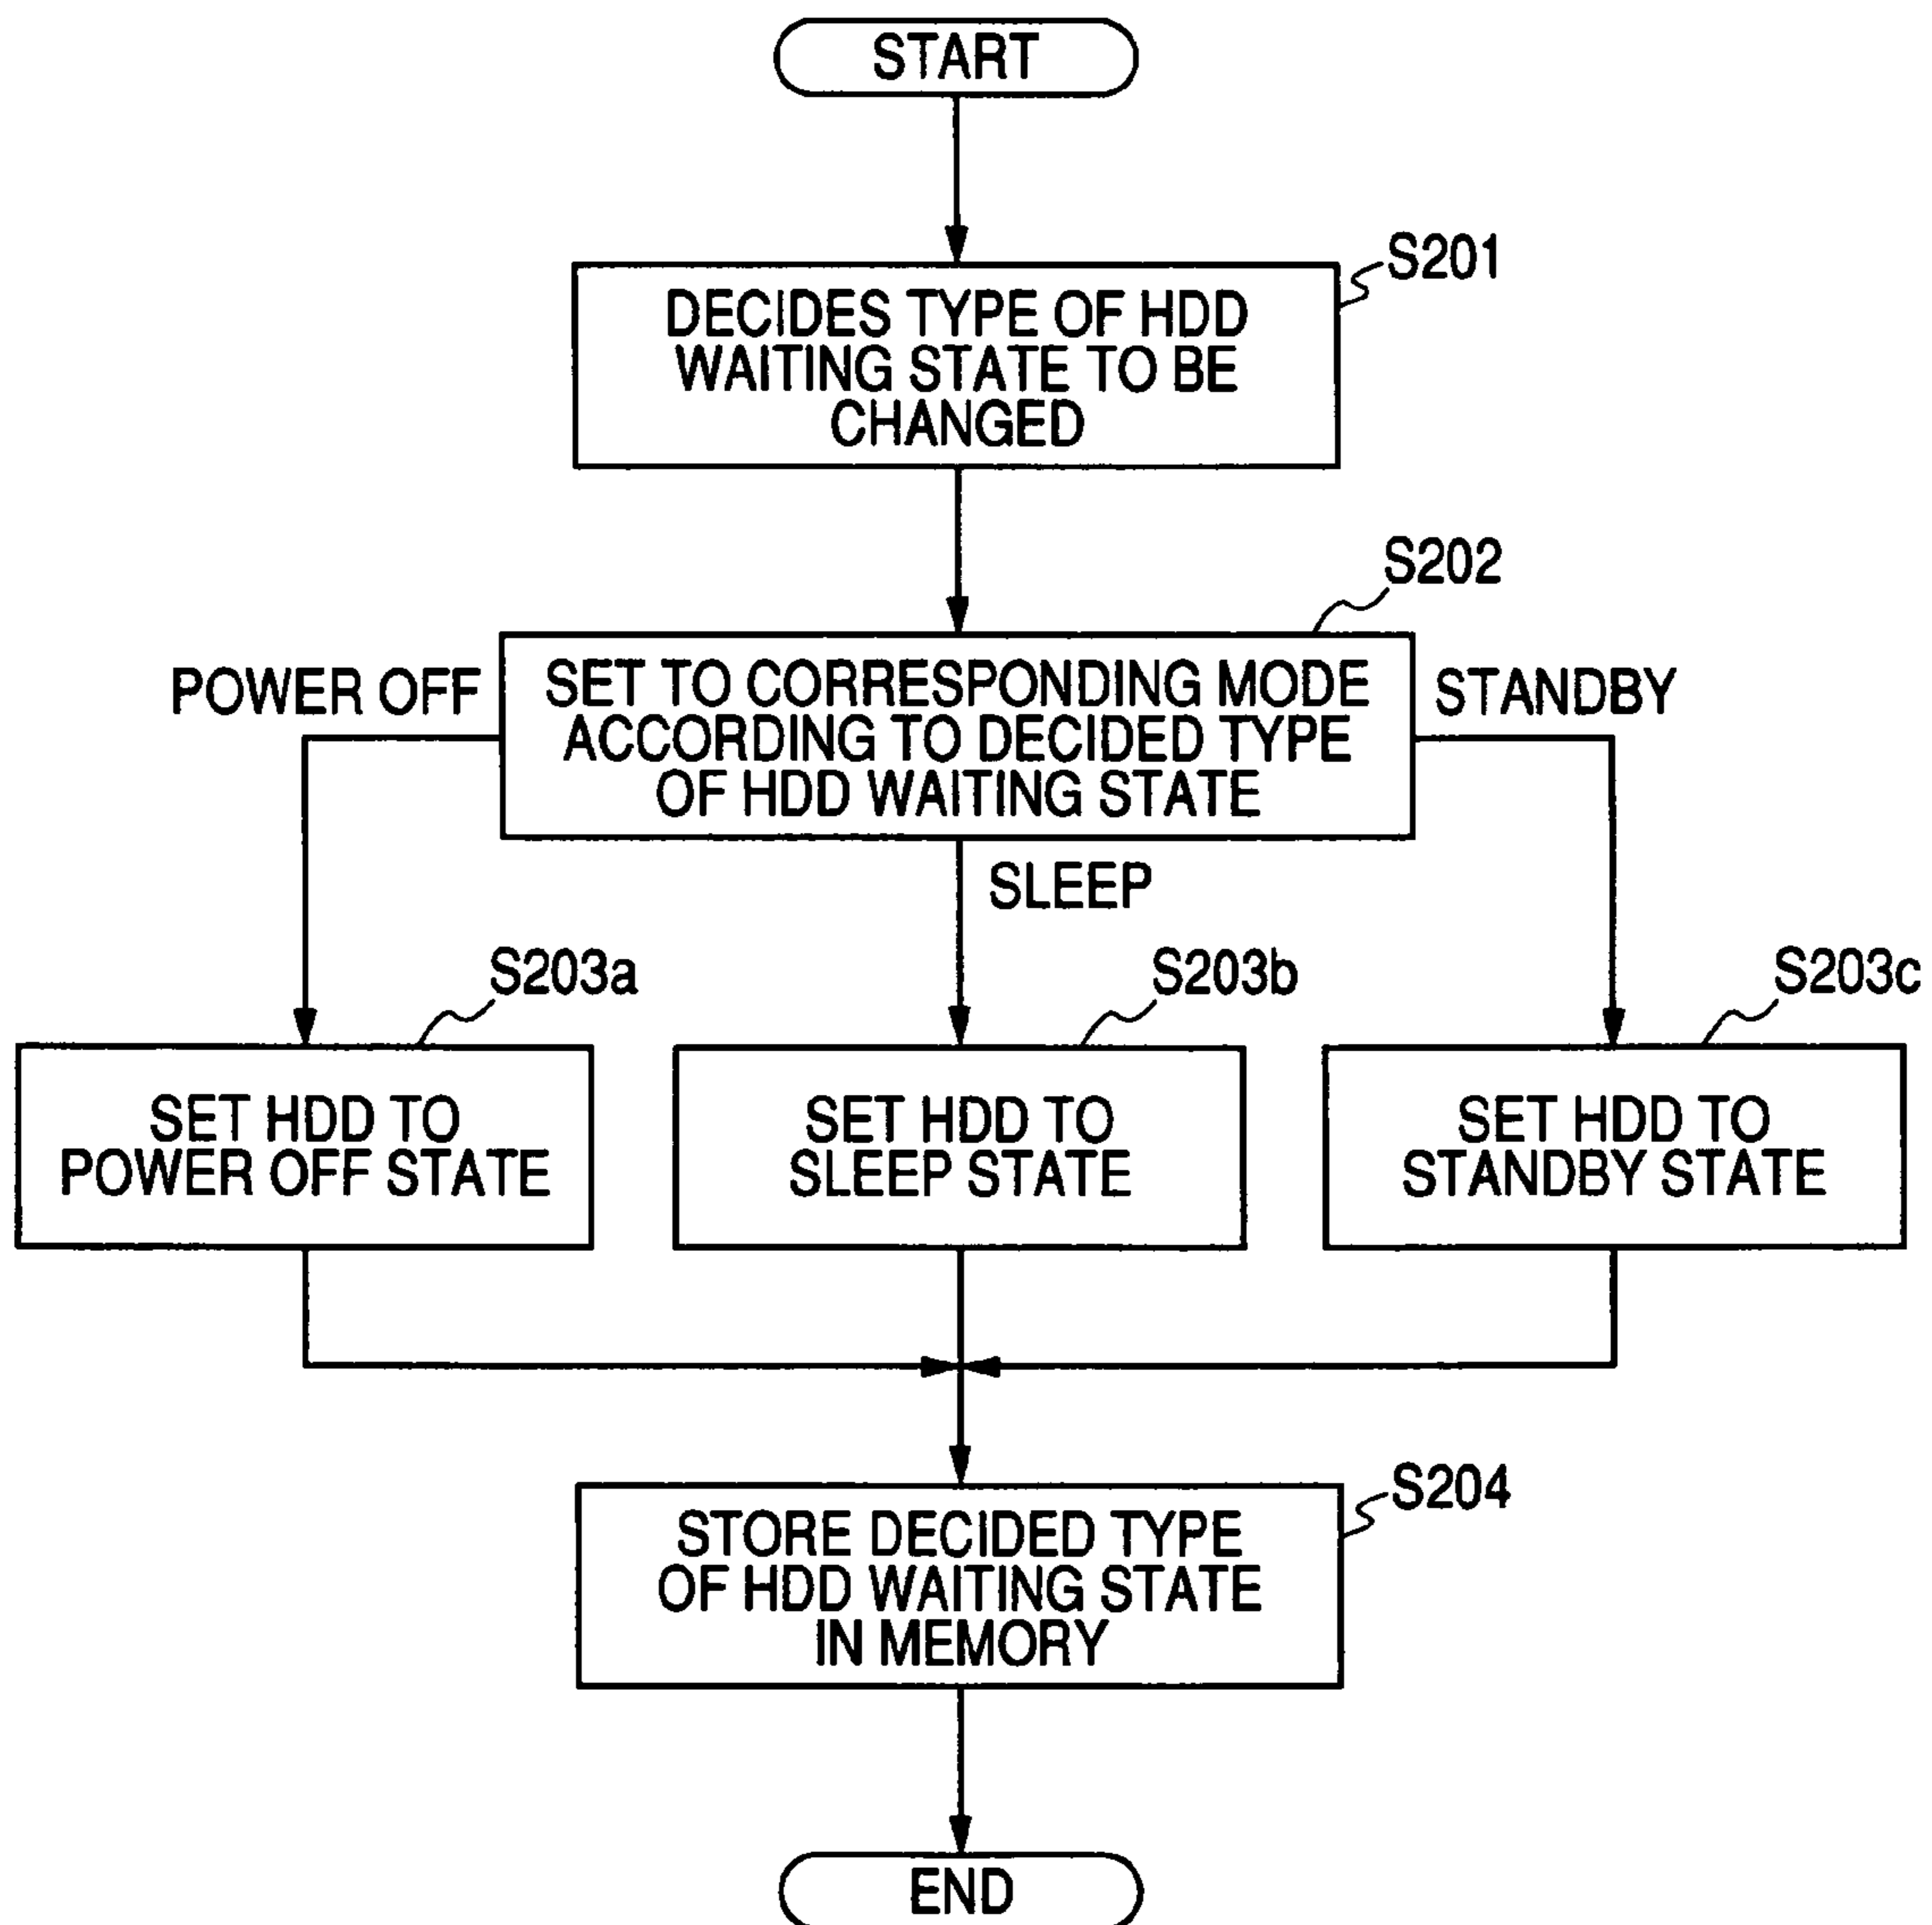 START
S201
DECIDES TYPE OF HDD
WAITING STATE TO BE
CHANGED
S202
POWER OFF
SET TO CORRESPONDING MODE
ACCORDING TO DECIDED TYPE
OF HDD WAITING STATE
STANDBY
SLEEP
S203a
S203b
S203c
SET HDD TO
POWER OFF STATE
SET HDD TO
SLEEP STATE
SET HDD TO
STANDBY STATE
S204
STORE DECIDED TYPE
OF HDD WAITING STATE
IN MEMORY
END